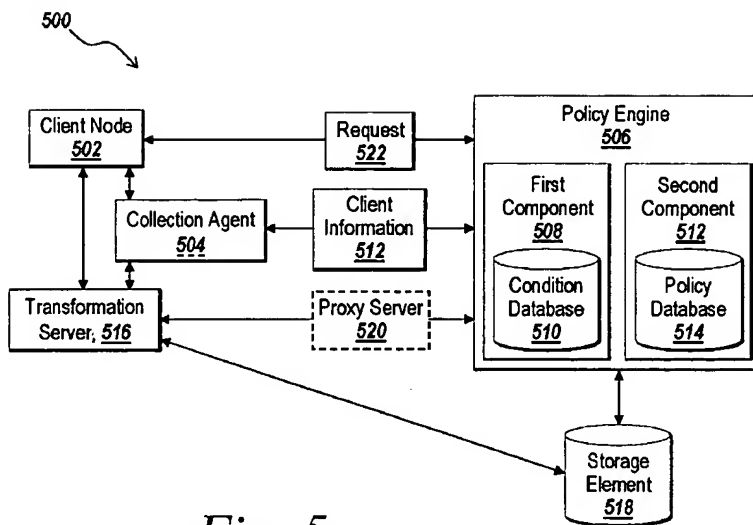 500
Client Node
502
Request
522
Policy Engine
506
Collection Agent
504
Client
Information
512
First
Component
508
Condition
Database
510
Second
Component
512
Policy
Database
514
Transformation
Server, 516
Proxy Server
520
Storage
Element
518
Fig. 5